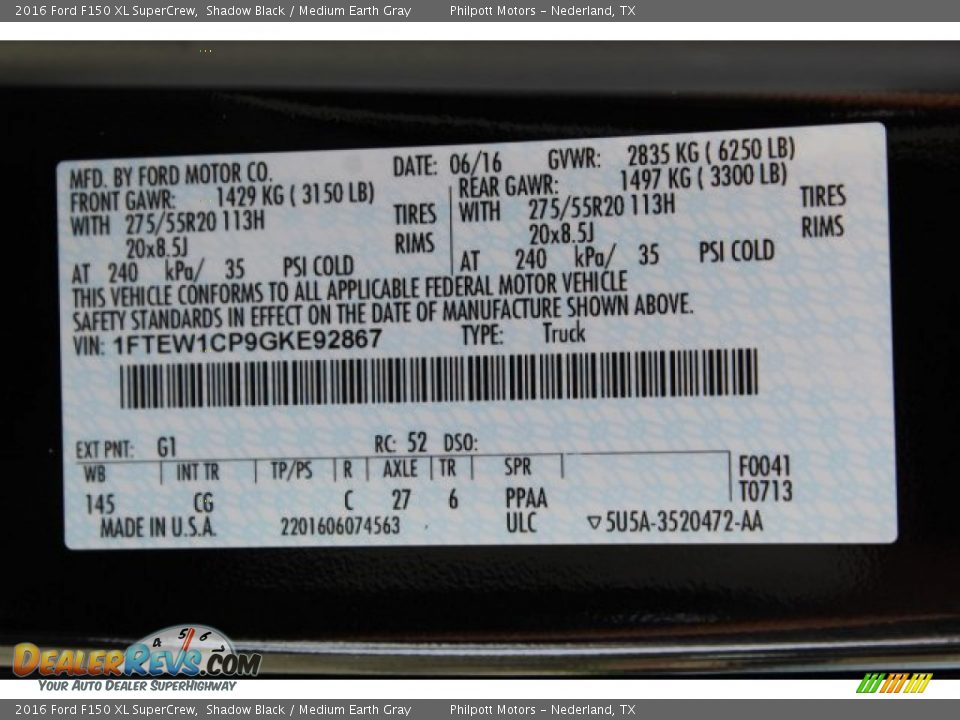 2016 Ford F150 XL SuperCrew, Shadow Black / Medium Earth Gray Philpott Motors - Nederland, TX
MFD. BY FORD MOTOR CO. DATE: 06/16 GVWR: 2835 KG ( 6250 LB)
FRONT GAWR: 1429 KG ( 3150 LB) REAR GAWR: 1497 KG ( 3300 LB)
WITH 275/55R20 113H TIRES WITH 275/55R20 113H TIRES
20x8.5J RIMS 20x8.5J RIMS
AT 240 kPa/ 35 PSI COLD AT 240 kPa/ 35 PSI COLD
THIS VEHICLE CONFORMS TO ALL APPLICABLE FEDERAL MOTOR VEHICLE
SAFETY STANDARDS IN EFFECT ON THE DATE OF MANUFACTURE SHOWN ABOVE.
VIN: 1FTEW1CP9GKE92867 TYPE: Truck
EXT PNT: G1 RC: 52 DSO:
WB INT TR TP/PS R AXLE TR SPR F0041
145 CG C 27 6 PPAA T0713
MADE IN U.S.A. 2201606074563 ULC ▽5U5A-3520472-AA
4 5 6 7
DealerRevs.com
Your Auto Dealer SuperHighway
2016 Ford F150 XL SuperCrew, Shadow Black / Medium Earth Gray Philpott Motors - Nederland, TX